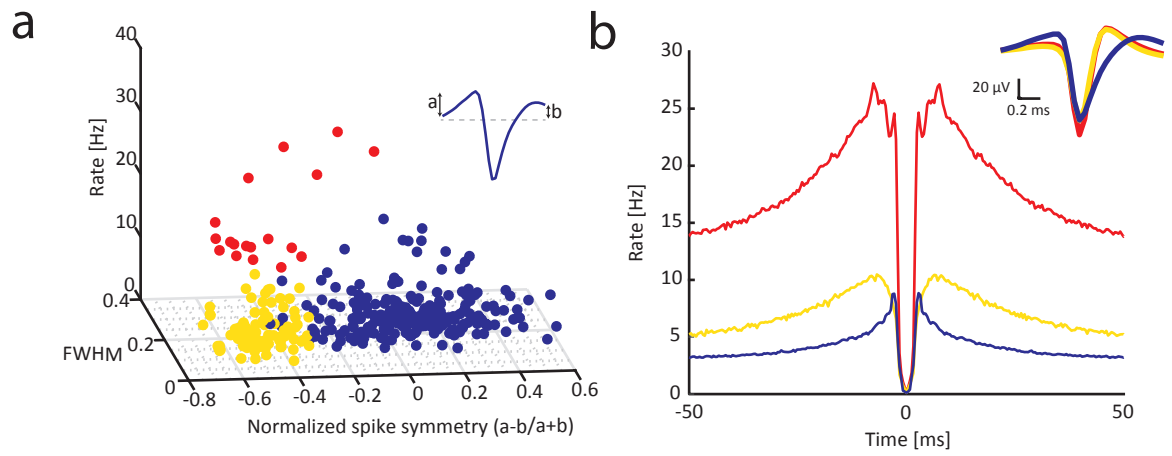 a
40
30
20
10
0
Rate [Hz]
0.4
0.2
0
FWHM
-0.8
-0.6
-0.4
-0.2
0
0.2
0.4
0.6
Normalized spike symmetry (a-b/a+b)
a
b
b
30
25
20
15
10
5
0
Rate [Hz]
-50
0
50
Time [ms]
20 μV
0.2 ms